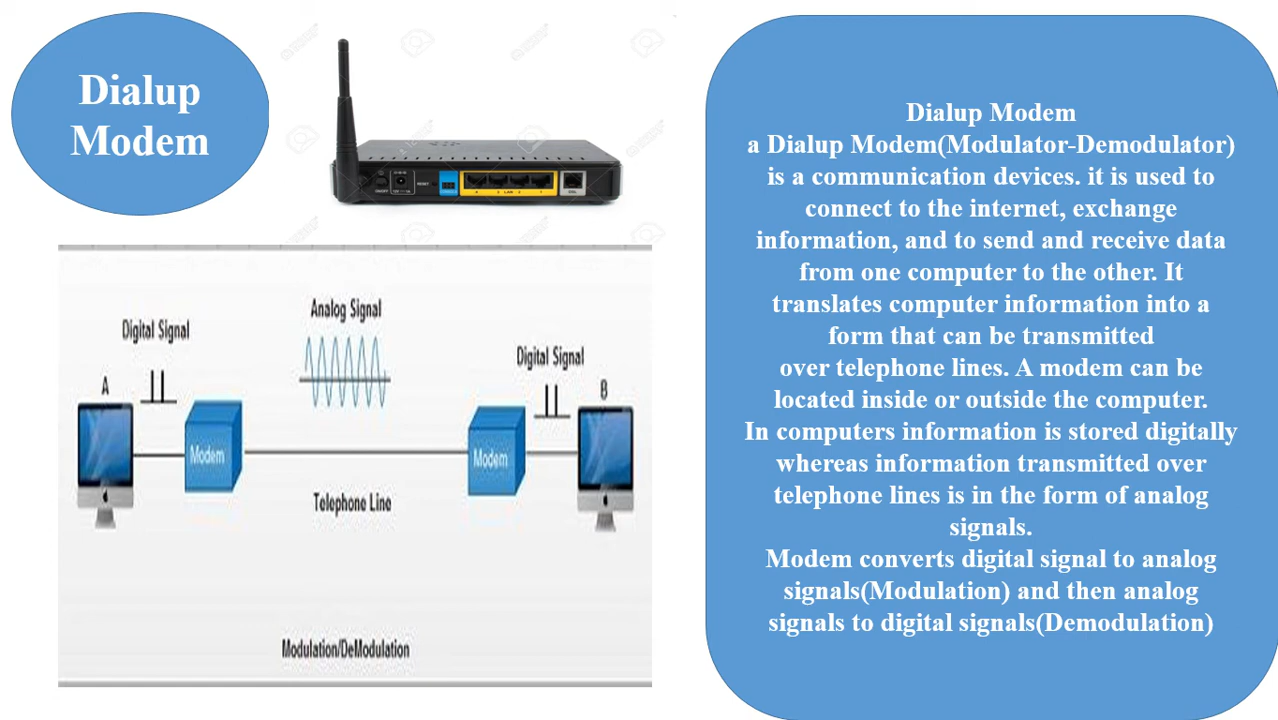 Dialup
Modem
RESET
LAN
DSL
Digital Signal
Analog Signal
Digital Signal
A
B
Modem
Modem
Telephone Line
Modulation/DeModulation
Dialup Modem
a Dialup Modem(Modulator-Demodulator)
is a communication devices. it is used to
connect to the internet, exchange
information, and to send and receive data
from one computer to the other. It
translates computer information into a
form that can be transmitted
over telephone lines. A modem can be
located inside or outside the computer.
In computers information is stored digitally
whereas information transmitted over
telephone lines is in the form of analog
signals.
Modem converts digital signal to analog
signals(Modulation) and then analog
signals to digital signals(Demodulation)